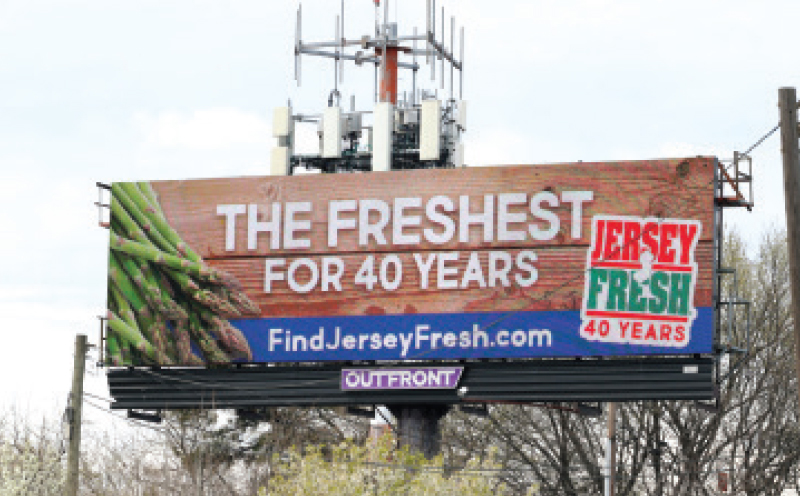 THE FRESHEST
FOR 40 YEARS
FindJerseyFresh.com
JERSEY
FRESH
40 YEARS
OUTFRONT